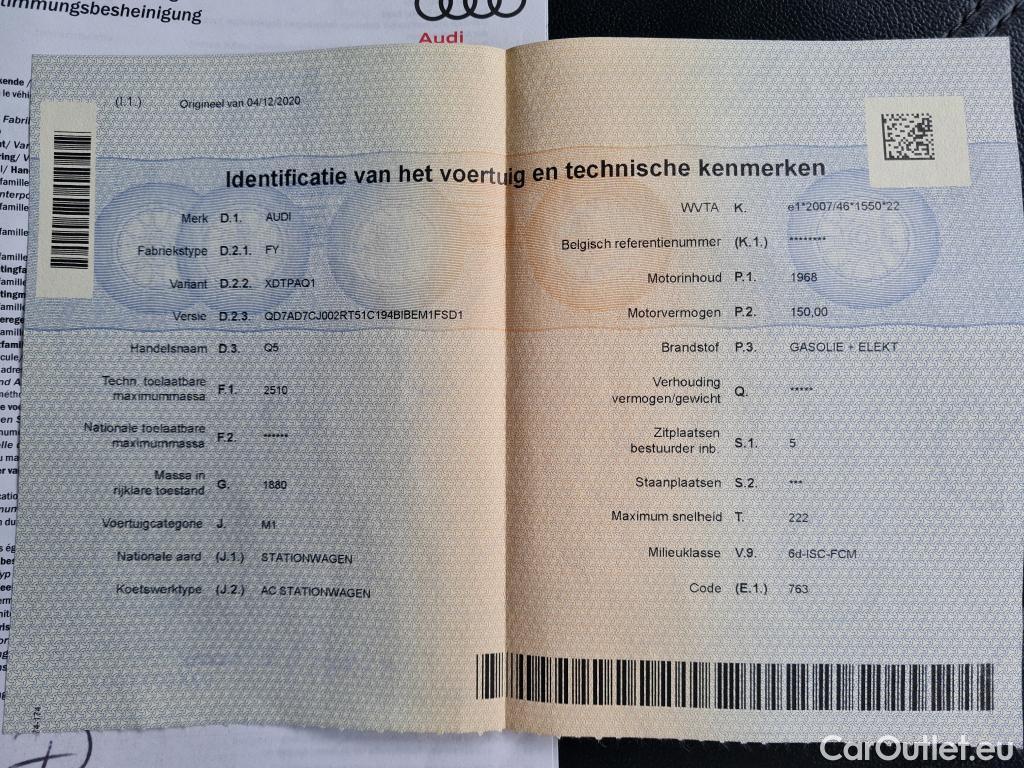 timmungsbesheinigung
Audi
(I.1.) Origineel van 04/12/2020
Identificatie van het voertuig en technische kenmerken
Merk D.1. AUDI
Fabriekstype D.2.1. FY
Variant D.2.2. XDTPAQ1
Versie D.2.3. QD7AD7CJ002RT51C194BIBEM1FSD1
Handelsnaam D.3. Q5
Techn. toelaatbare
maximummassa F.1. 2510
Nationale toelaatbare
maximummassa F.2. ******
Massa in
rijklare toestand G. 1880
Voertuigcategorie J. M1
Nationale aard (J.1.) STATIONWAGEN
Koetswerktype (J.2.) AC STATIONWAGEN
WVTA K. e1*2007/46*1550*22
Belgisch referentienummer (K.1.) ********
Motorinhoud P.1. 1968
Motorvermogen P.2. 150,00
Brandstof P.3. GASOLIE + ELEKT
Verhouding
vermogen/gewicht Q. *****
Zitplaatsen
bestuurder inb. S.1. 5
Staanplaatsen S.2. ***
Maximum snelheid T. 222
Milieuklasse V.9. 6d-ISC-FCM
Code (E.1.) 763
74-174
CarOutlet.eu